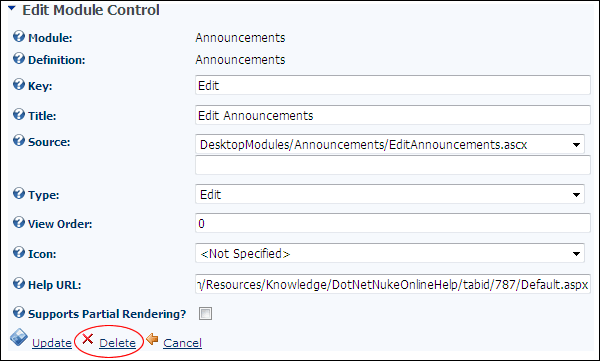 Edit Module Control
Module: Announcements
Definition: Announcements
Key: Edit
Title: Edit Announcements
Source: DesktopModules/Announcements/EditAnnouncements.ascx
Type: Edit
View Order: 0
Icon: <Not Specified>
Help URL: /Resources/Knowledge/DotNetNukeOnlineHelp/tabid/787/Default.aspx
Supports Partial Rendering?
Update Delete Cancel